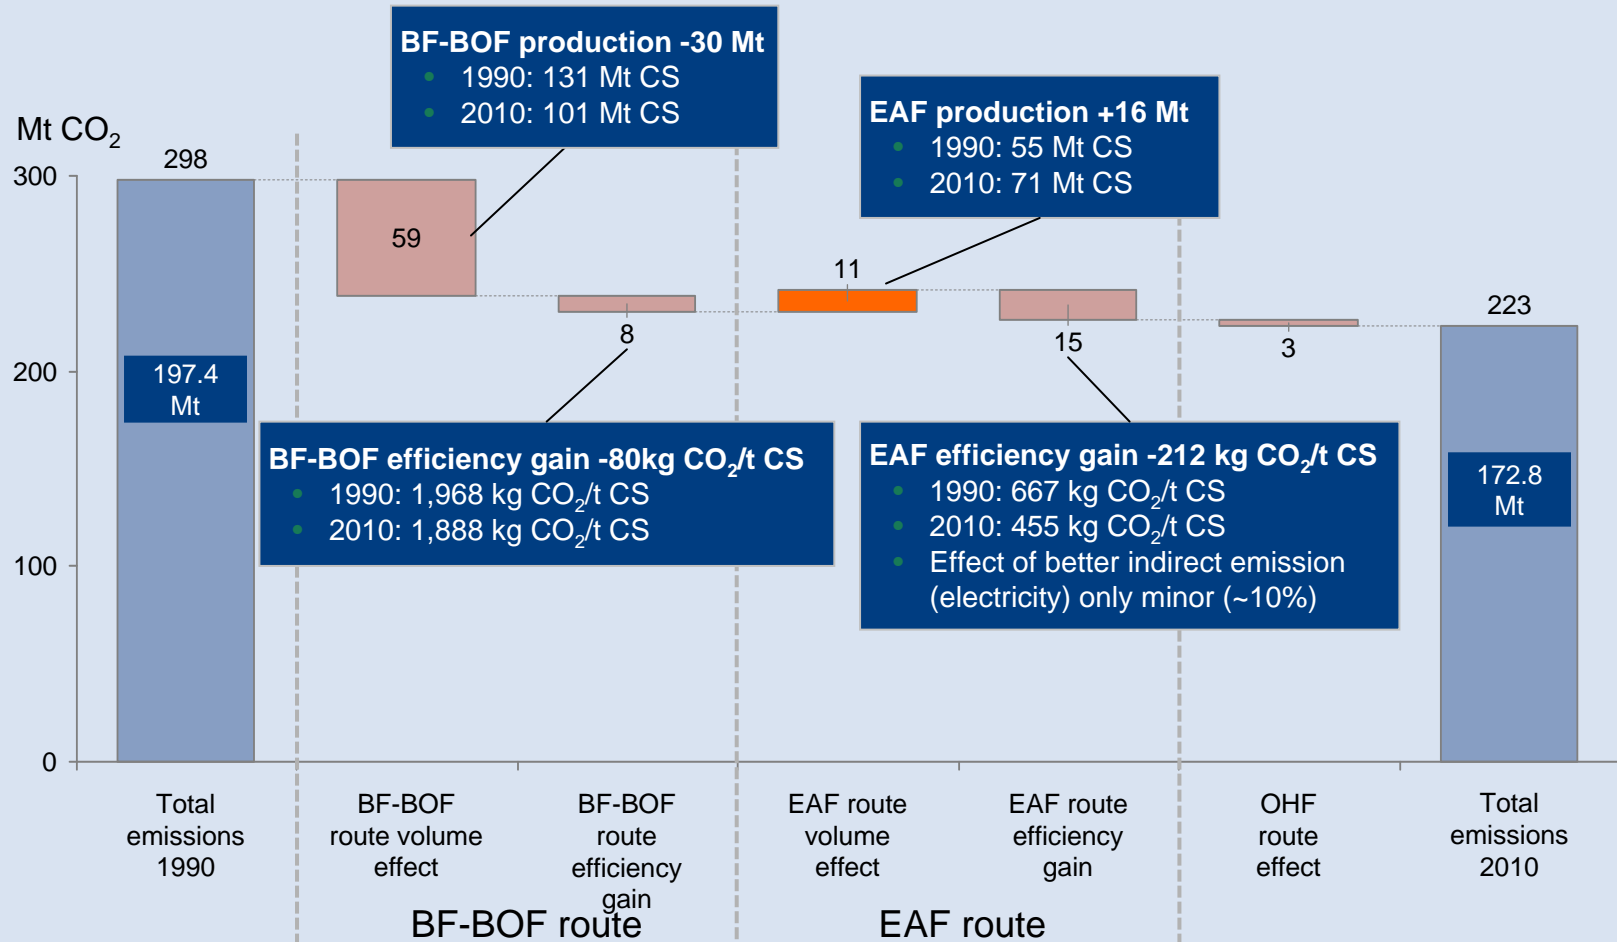 BF-BOF production -30 Mt
• 1990: 131 Mt CS
• 2010: 101 Mt CS
EAF production +16 Mt
• 1990: 55 Mt CS
• 2010: 71 Mt CS
Mt CO₂
300
200
100
0
298
59
8
11
15
3
223
197.4
Mt
172.8
Mt
BF-BOF efficiency gain -80kg CO₂/t CS
• 1990: 1,968 kg CO₂/t CS
• 2010: 1,888 kg CO₂/t CS
EAF efficiency gain -212 kg CO₂/t CS
• 1990: 667 kg CO₂/t CS
• 2010: 455 kg CO₂/t CS
• Effect of better indirect emission
(electricity) only minor (~10%)
Total
emissions
1990
BF-BOF
route volume
effect
BF-BOF
route
efficiency
gain
EAF route
volume
effect
EAF route
efficiency
gain
OHF
route
effect
Total
emissions
2010
BF-BOF route
EAF route